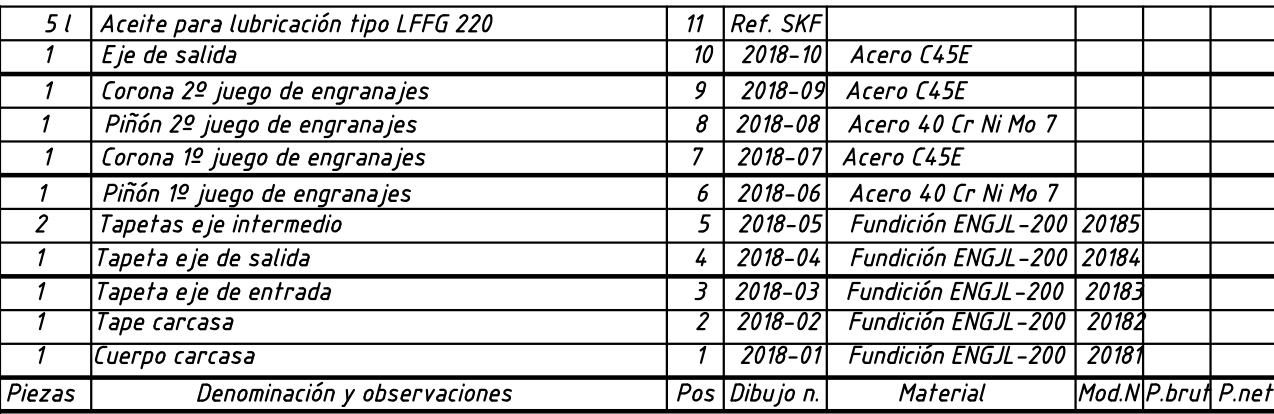 5 l Aceite para lubricación tipo LFFG 220 11 Ref. SKF
1 Eje de salida 10 2018-10 Acero C45E
1 Corona 2º juego de engranajes 9 2018-09 Acero C45E
1 Piñón 2º juego de engranajes 8 2018-08 Acero 40 Cr Ni Mo 7
1 Corona 1º juego de engranajes 7 2018-07 Acero C45E
1 Piñón 1º juego de engranajes 6 2018-06 Acero 40 Cr Ni Mo 7
2 Tapetas eje intermedio 5 2018-05 Fundición ENGJL-200 20185
1 Tapeta eje de salida 4 2018-04 Fundición ENGJL-200 20184
1 Tapeta eje de entrada 3 2018-03 Fundición ENGJL-200 20183
1 Tape carcasa 2 2018-02 Fundición ENGJL-200 20182
1 Cuerpo carcasa 1 2018-01 Fundición ENGJL-200 20181
Piezas Denominación y observaciones Pos Dibujo n. Material Mod.N P.brut P.net